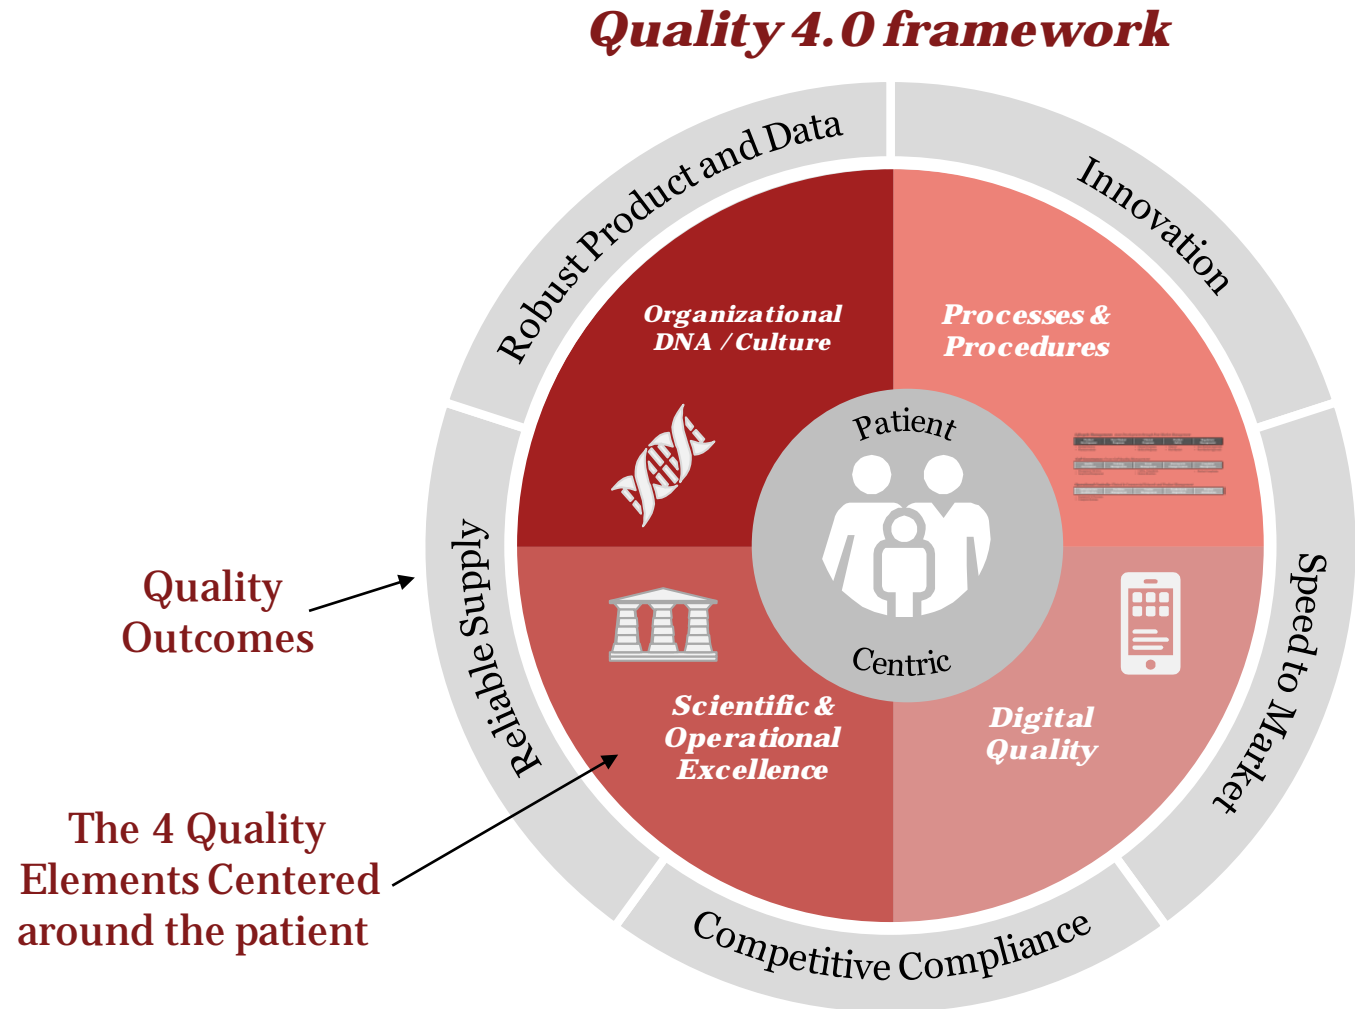 Quality 4.0 framework
Robust Product and Data
Innovation
Organizational
DNA / Culture
Processes &
Procedures
Patient
Centric
Reliable Supply
Speed to Market
Quality
Outcomes
Scientific &
Operational
Excellence
Digital
Quality
The 4 Quality
Elements Centered
around the patient
Competitive Compliance